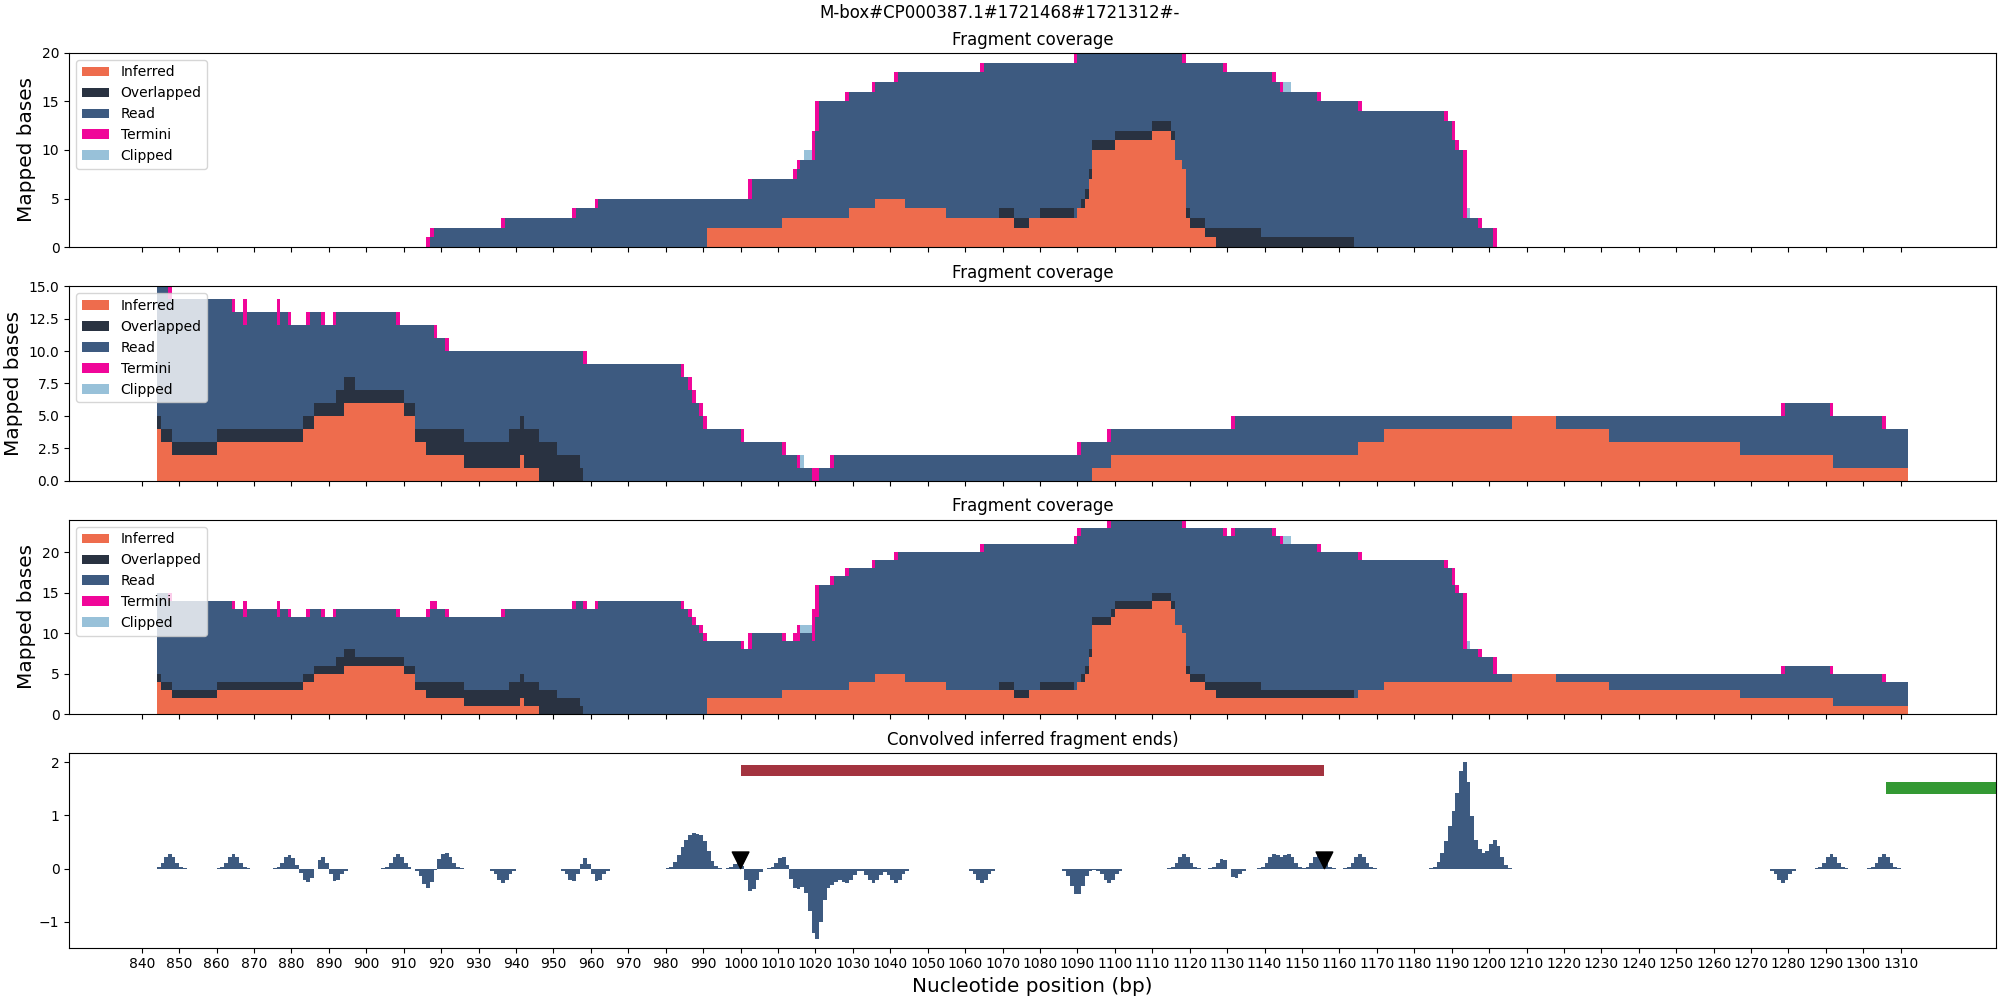 M-box#CP000387.1#1721468#1721312#-
Fragment coverage
Mapped bases
20
15
10
5
0
Inferred
Overlapped
Read
Termini
Clipped
Fragment coverage
Mapped bases
15.0
12.5
10.0
7.5
5.0
2.5
0.0
Inferred
Overlapped
Read
Termini
Clipped
Fragment coverage
Mapped bases
20
15
10
5
0
Inferred
Overlapped
Read
Termini
Clipped
Convolved inferred fragment ends)
2
1
0
−1
840 850 860 870 880 890 900 910 920 930 940 950 960 970 980 990 1000 1010 1020 1030 1040 1050 1060 1070 1080 1090 1100 1110 1120 1130 1140 1150 1160 1170 1180 1190 1200 1210 1220 1230 1240 1250 1260 1270 1280 1290 1300 1310
Nucleotide position (bp)